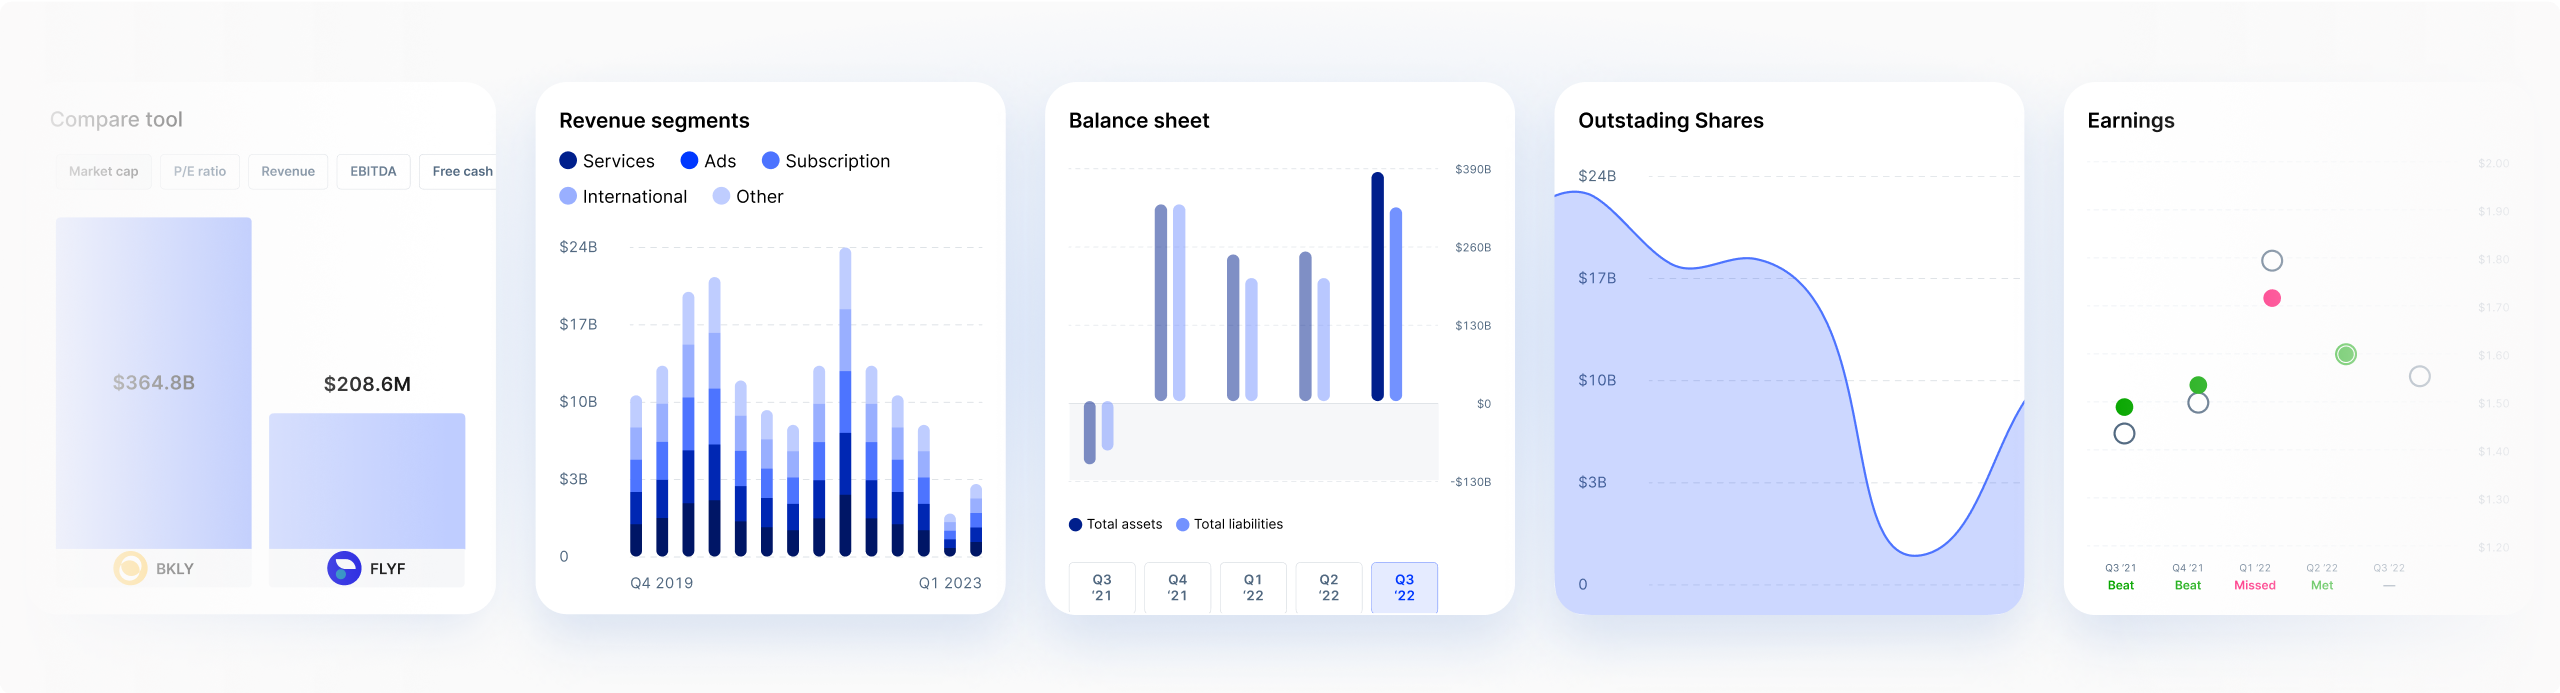 Compare tool
Market cap P/E ratio Revenue EBITDA Free cash
$364.8B
$208.6M
BKLY FLYF
Revenue segments
Services Ads Subscription
International Other
$24B
$17B
$10B
$3B
0
Q4 2019 Q1 2023
Balance sheet
$390B
$260B
$130B
$0
-$130B
Total assets Total liabilities
Q3 Q4 Q1 Q2 Q3
'21 '21 '22 '22 '22
Outstading Shares
$24B
$17B
$10B
$3B
0
Earnings
$2.00
$1.90
$1.80
$1.70
$1.60
$1.50
$1.40
$1.30
$1.20
Q3 '21 Q4 '21 Q1 '22 Q2 '22 Q3 '22
Beat Beat Missed Met —